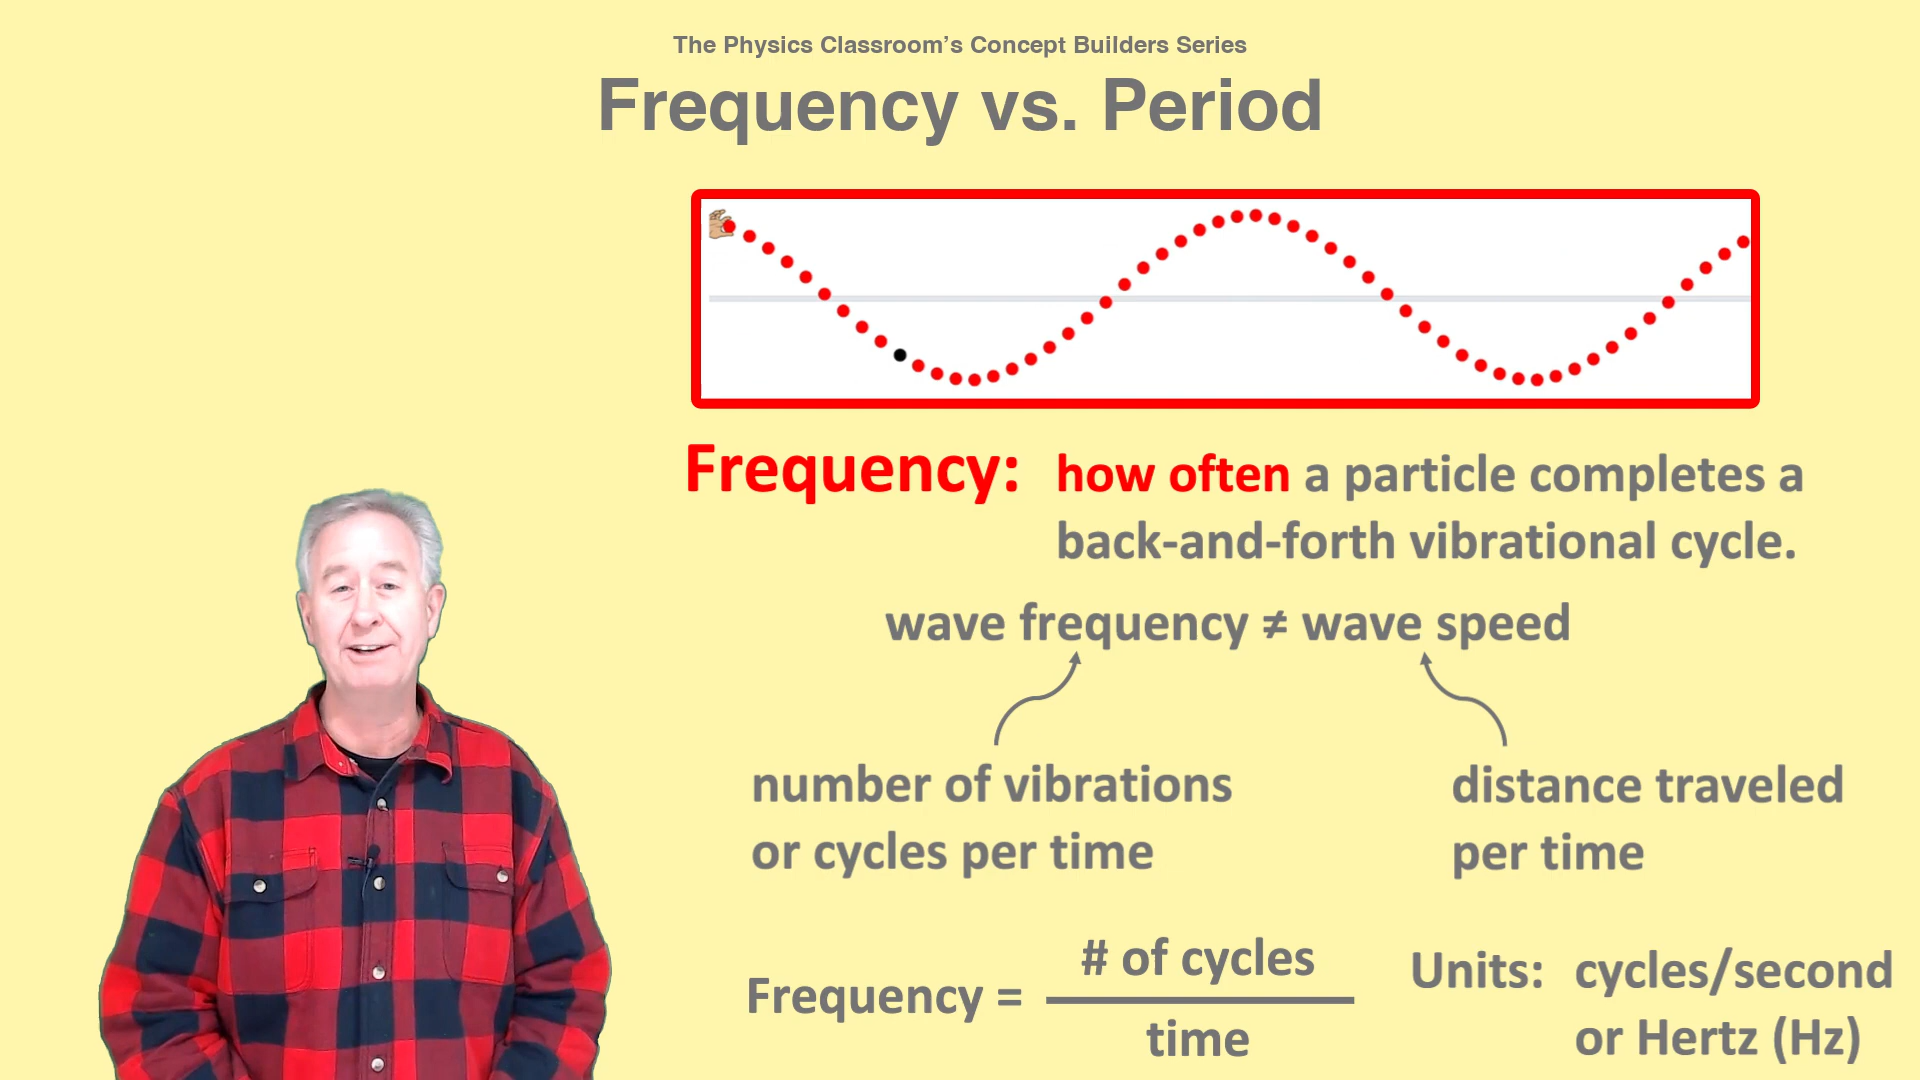 The Physics Classroom’s Concept Builders Series
Frequency vs. Period
Frequency: how often a particle completes a
back-and-forth vibrational cycle.
wave frequency ≠ wave speed
number of vibrations
or cycles per time
distance traveled
per time
Frequency = # of cycles
time
Units: cycles/second
or Hertz (Hz)